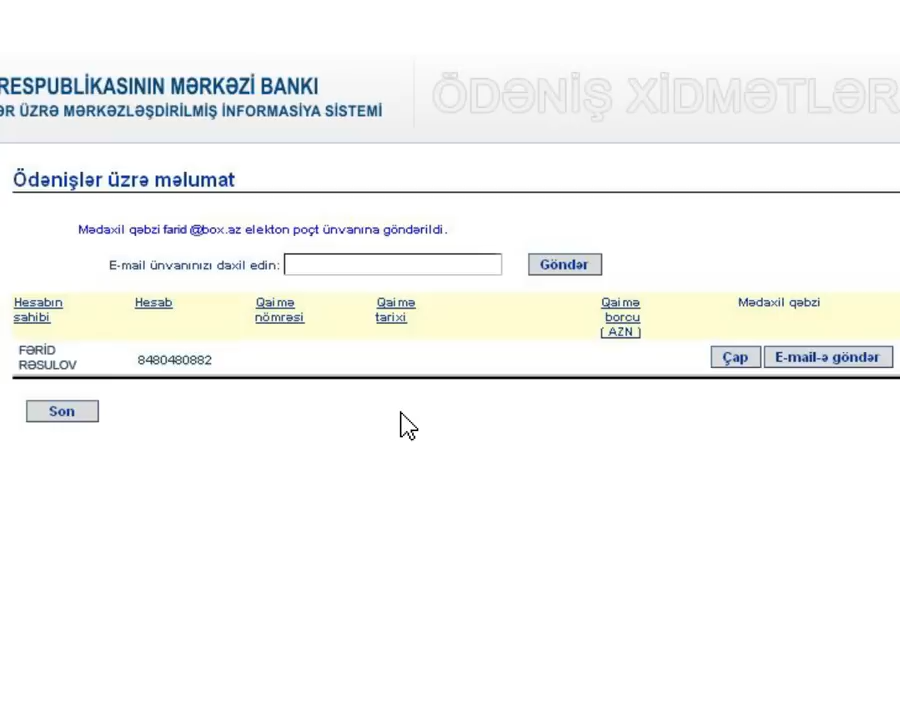 RESPUBLİKASININ MƏRKƏZİ BANKI
ÜZRƏ MƏRKƏZLƏŞDİRİLMİŞ İNFORMASİYA SİSTEMİ
ÖDƏNİŞ XİDMƏTLƏR
Ödənişlər üzrə məlumat
Mədaxil qəbzi farid @box.az elekton poçt ünvanına göndərildi.
E-mail ünvanınızı daxil edin: Göndər
Hesabın sahibi
Hesab
Qaimə nömrəsi
Qaimə tarixi
Qaimə borcu ( AZN )
Mədaxil qəbzi
FƏRİD RƏSULOV
8480480882
Çap E-mail-ə göndər
Son